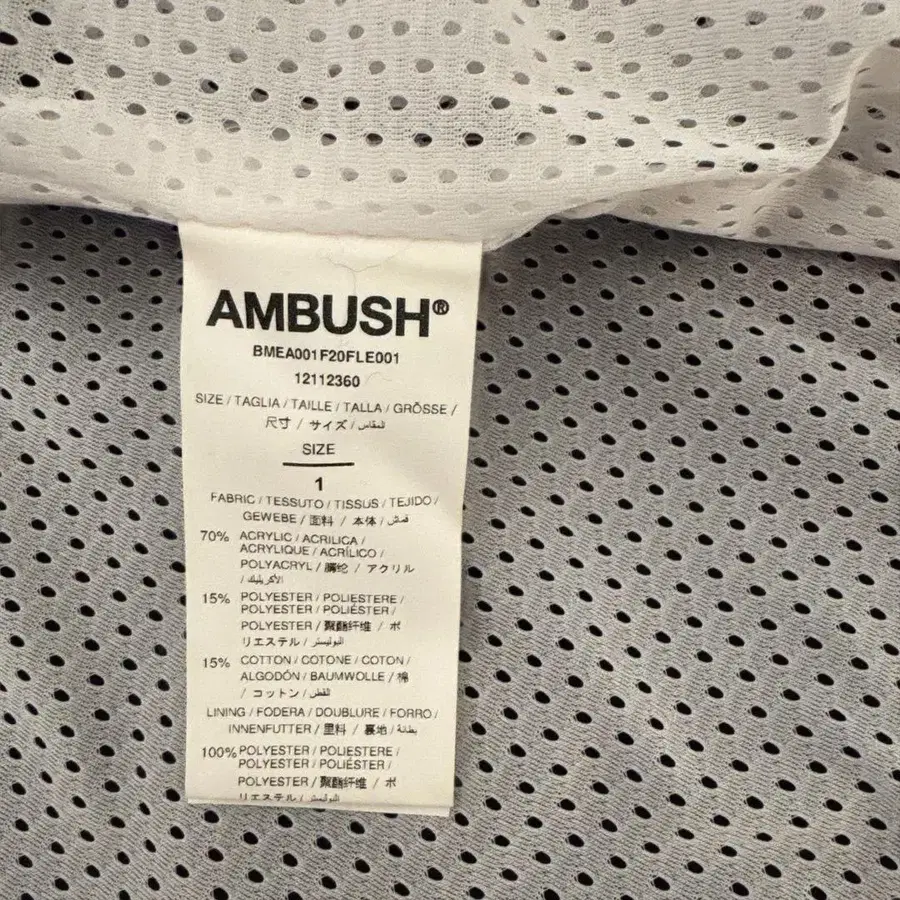 AMBUSH®
BMEA001F20FLE001
12112360
SIZE / TAGLIA / TAILLE / TALLA / GRÖSSE /
尺寸 / サイズ / المقاس
SIZE
1
FABRIC / TESSUTO / TISSUS / TEJIDO /
GEWEBE / 面料 / 本体 / قماش
70% ACRYLIC / ACRILICA /
ACRYLIQUE / ACRÍLICO /
POLYACRYL / 腈纶 / アクリル
/ الأكريليك
15% POLYESTER / POLIESTERE /
POLYESTER / POLIÉSTER /
POLYESTER / 聚酯纤维 / ポ
リエステル / البوليستر
15% COTTON / COTONE / COTON /
ALGODÓN / BAUMWOLLE / 棉
/ コットン / القطن
LINING / FODERA / DOUBLURE / FORRO /
INNENFUTTER / 里料 / 裏地 / بطانة
100% POLYESTER / POLIESTERE /
POLYESTER / POLIÉSTER /
POLYESTER / 聚酯纤维 / ポ
リエステル / البوليستر